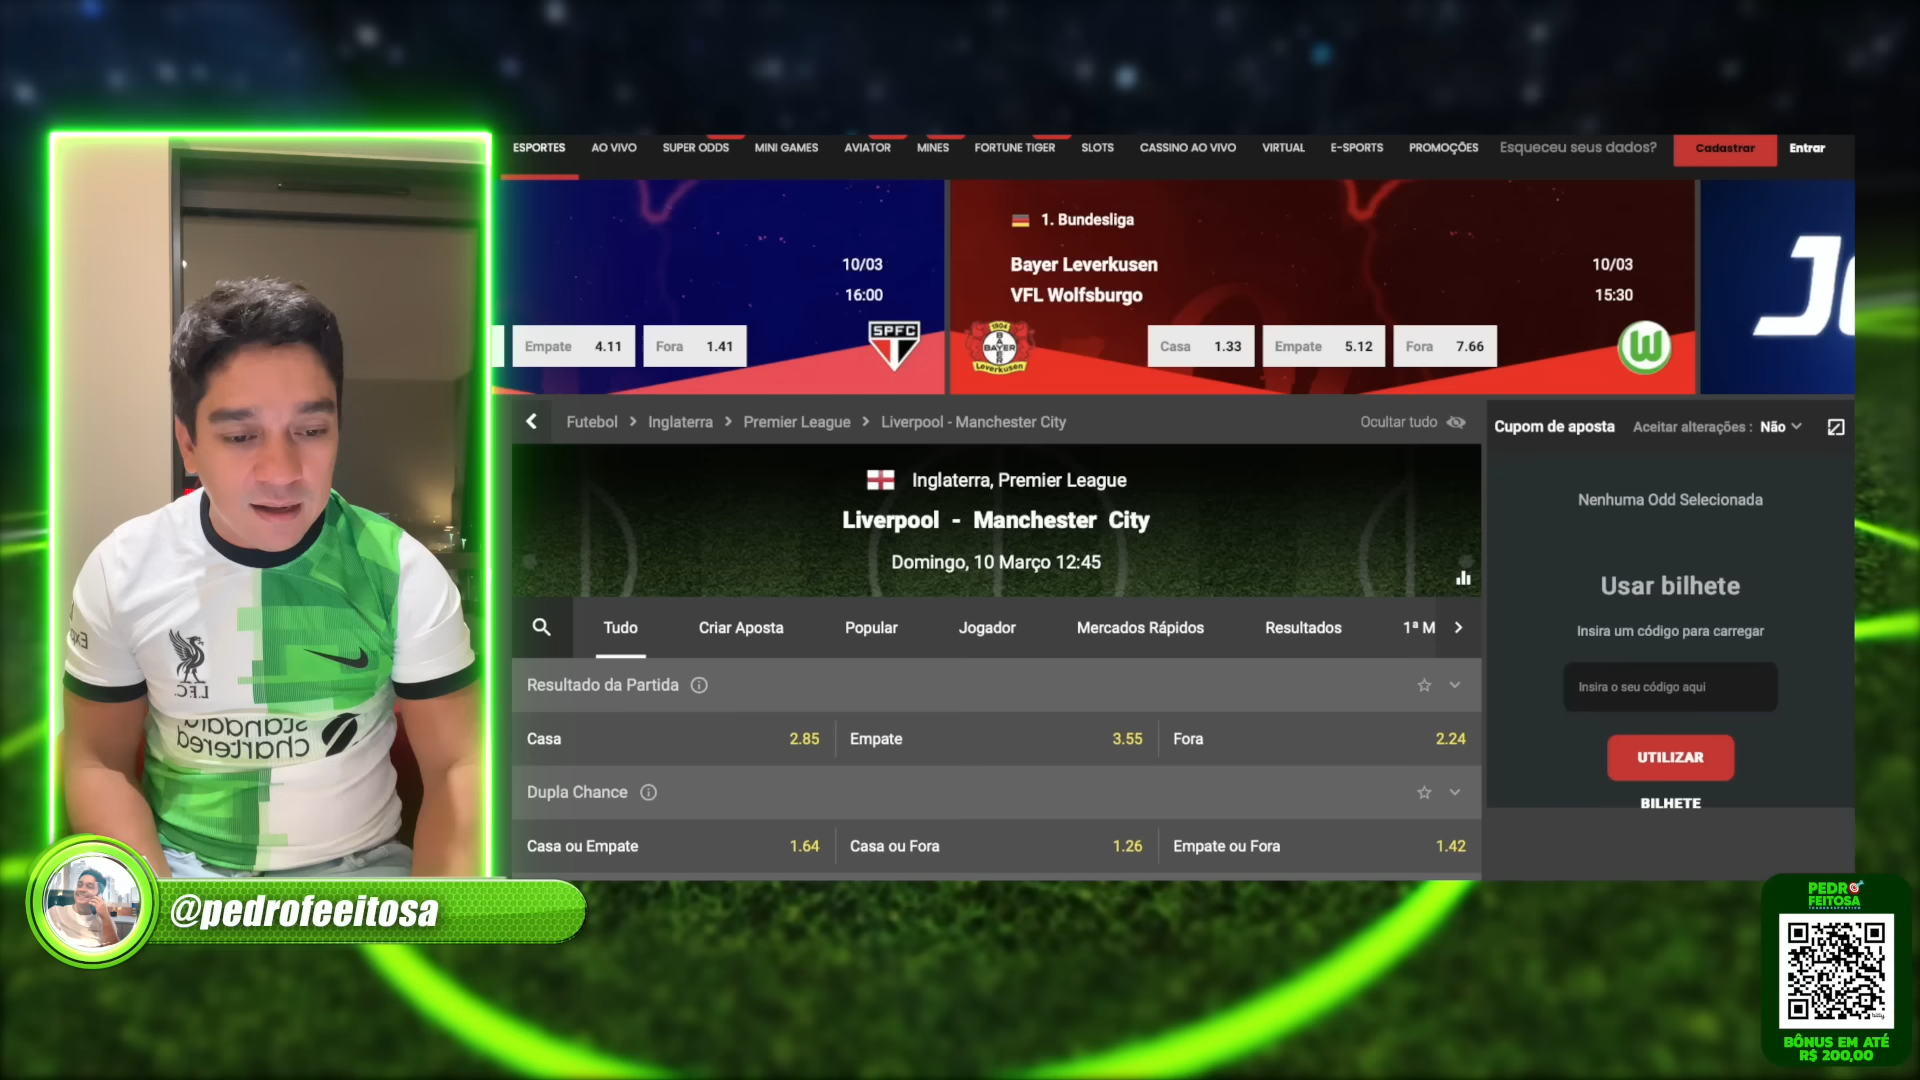 ESPORTES AO VIVO SUPER ODDS MINI GAMES AVIATOR MINES FORTUNE TIGER SLOTS CASSINO AO VIVO VIRTUAL E-SPORTS PROMOÇÕES Esqueceu seus dados? Cadastrar Entrar
10/03
16:00
Empate 4.11 Fora 1.41
SPFC
1. Bundesliga
Bayer Leverkusen 10/03
VFL Wolfsburgo 15:30
1904
BAYER
Leverkusen
Casa 1.33 Empate 5.12 Fora 7.66
W
Futebol > Inglaterra > Premier League > Liverpool - Manchester City Ocultar tudo
Inglaterra, Premier League
Liverpool - Manchester City
Domingo, 10 Março 12:45
Tudo Criar Aposta Popular Jogador Mercados Rápidos Resultados 1ª M
Resultado da Partida
Casa 2.85 Empate 3.55 Fora 2.24
Dupla Chance
Casa ou Empate 1.64 Casa ou Fora 1.26 Empate ou Fora 1.42
Cupom de aposta Aceitar alterações : Não
Nenhuma Odd Selecionada
Usar bilhete
Insira um código para carregar
Insira o seu código aqui
UTILIZAR
BILHETE
L.F.C.
standard
chartered
@pedrofeeitosa
PEDRO
FEITOSA
BÔNUS EM ATÉ
R$ 200,00